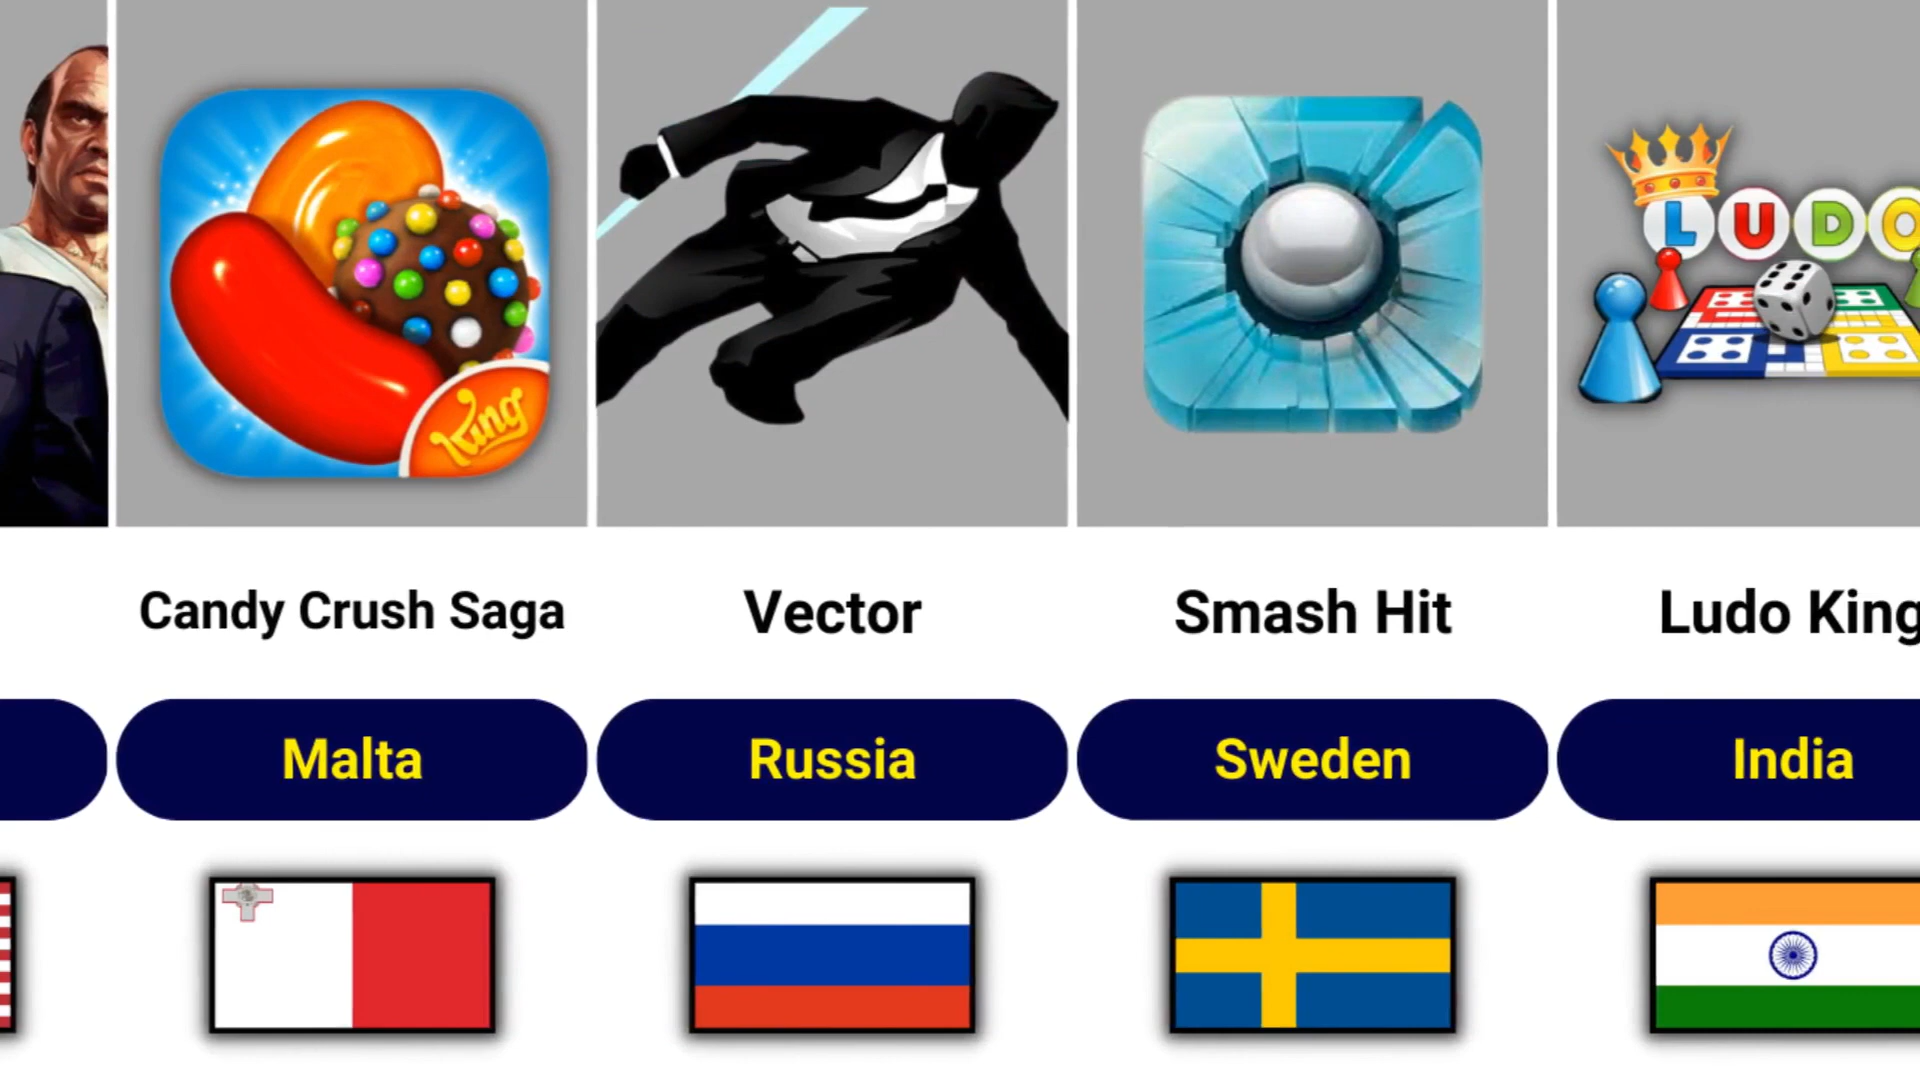 King
LUDO
Candy Crush Saga
Vector
Smash Hit
Ludo King
Malta
Russia
Sweden
India